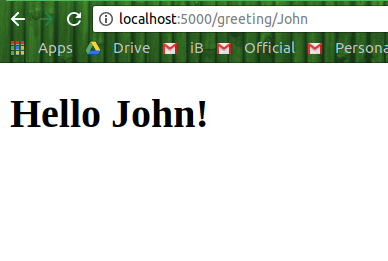 localhost:5000/greeting/John
Apps Drive iB Official Persona
Hello John!